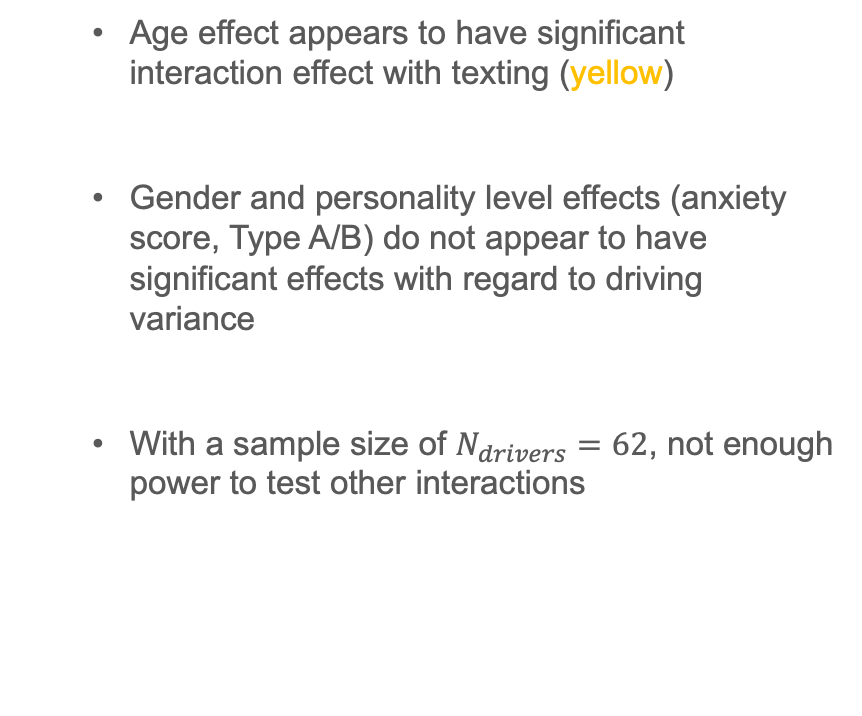 • Age effect appears to have significant
interaction effect with texting (yellow)
• Gender and personality level effects (anxiety
score, Type A/B) do not appear to have
significant effects with regard to driving
variance
• With a sample size of N_drivers = 62, not enough
power to test other interactions